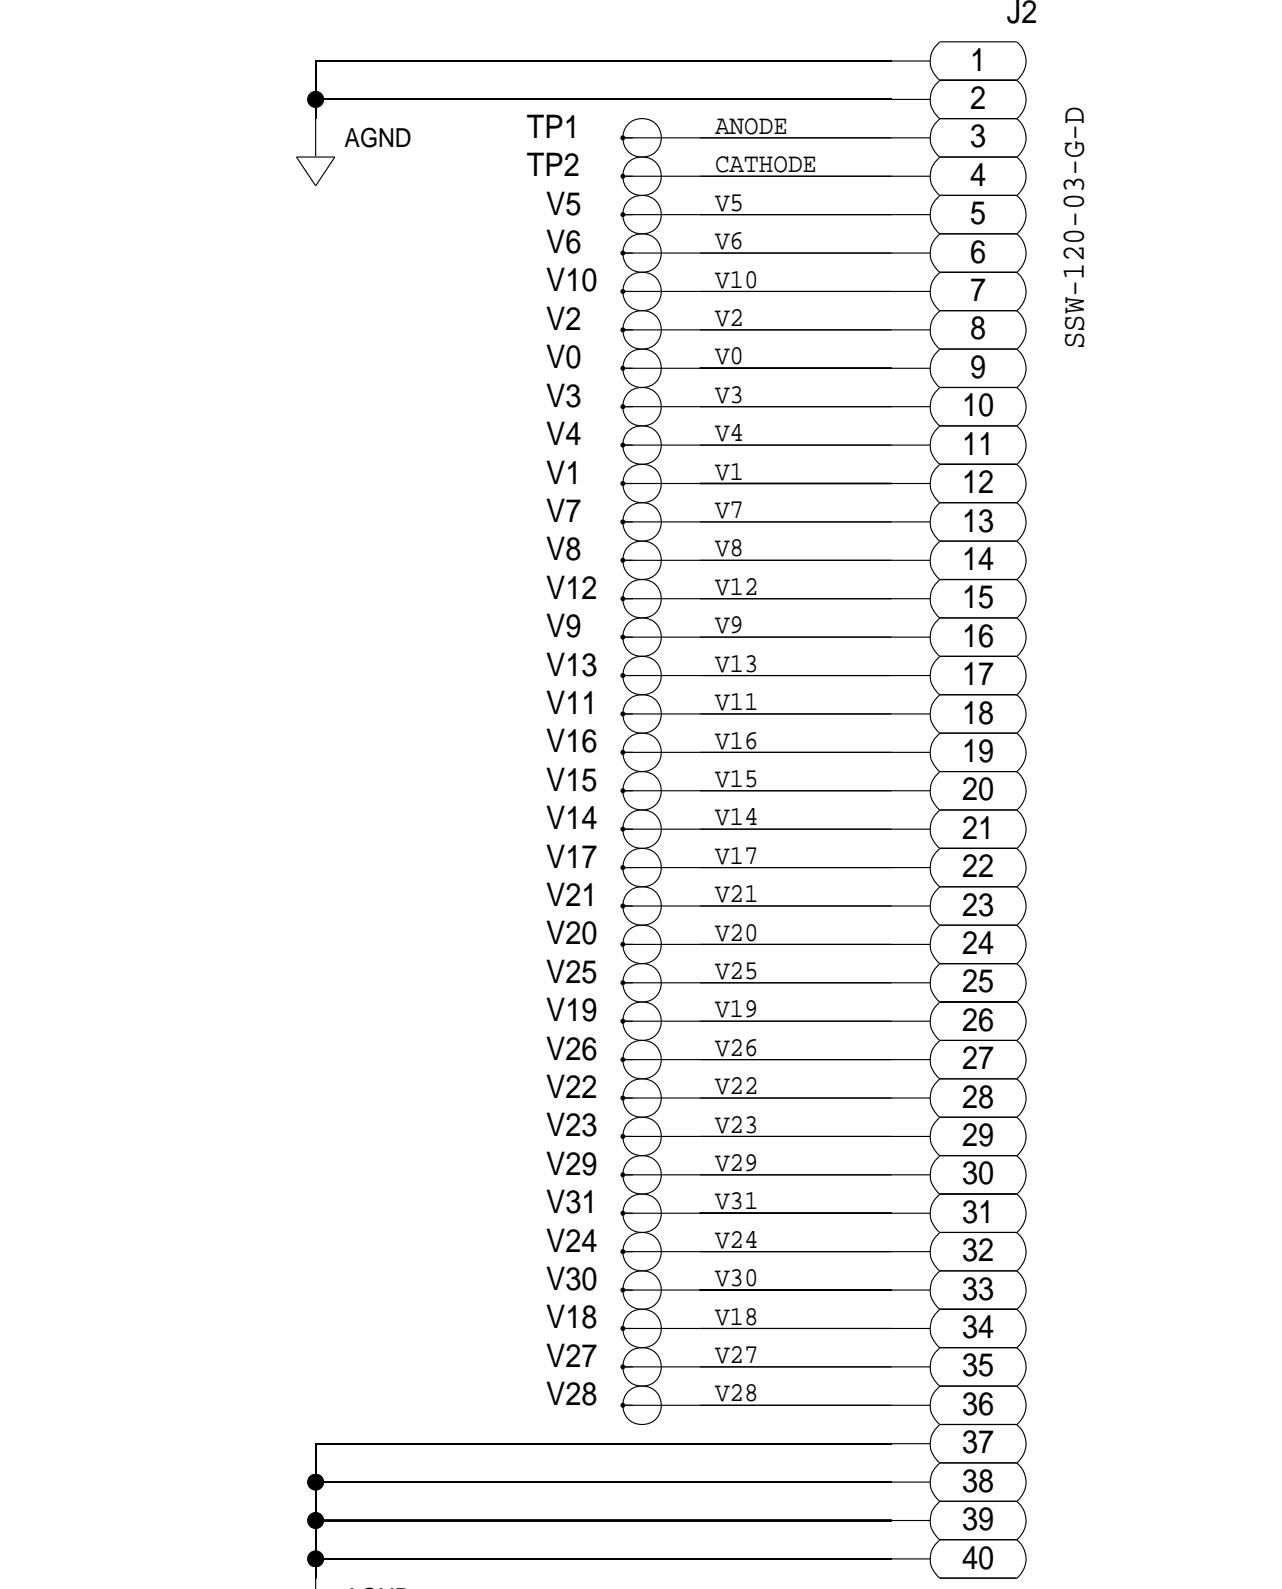 J2
1
2
AGND
TP1 ANODE 3
TP2 CATHODE 4
V5 V5 5
V6 V6 6
V10 V10 7
V2 V2 8
V0 V0 9
V3 V3 10
V4 V4 11
V1 V1 12
V7 V7 13
V8 V8 14
V12 V12 15
V9 V9 16
V13 V13 17
V11 V11 18
V16 V16 19
V15 V15 20
V14 V14 21
V17 V17 22
V21 V21 23
V20 V20 24
V25 V25 25
V19 V19 26
V26 V26 27
V22 V22 28
V23 V23 29
V29 V29 30
V31 V31 31
V24 V24 32
V30 V30 33
V18 V18 34
V27 V27 35
V28 V28 36
37
38
39
40
SSW-120-03-G-D